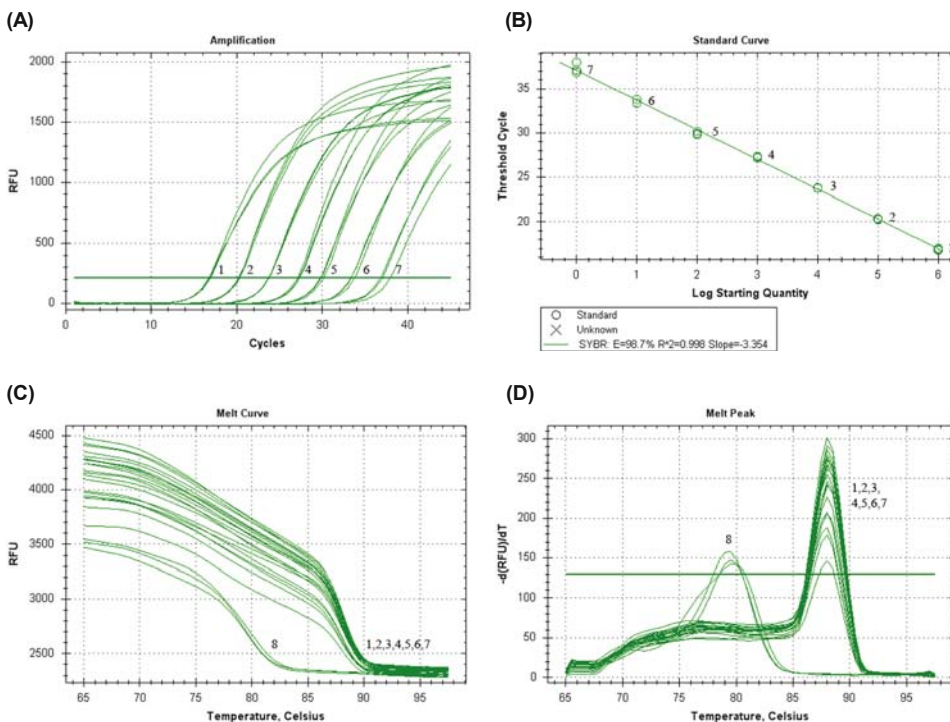 (A)
Amplification
2000
1500
1000
500
0
RFU
1 2 3 4 5 6 7
0 10 20 30 40
Cycles
(B)
Standard Curve
35
30
25
20
Threshold Cycle
7
6
5
4
3
2
0 1 2 3 4 5 6
Log Starting Quantity
Standard
Unknown
SYBR: E=98.7% R^2=0.998 Slope=-3.354
(C)
Melt Curve
4500
4000
3500
3000
2500
RFU
8
1,2,3,4,5,6,7
65 70 75 80 85 90 95
Temperature, Celsius
(D)
Melt Peak
300
250
200
150
100
50
0
-d(RFU)/dT
8
1,2,3,
4,5,6,7
65 70 75 80 85 90 95
Temperature, Celsius